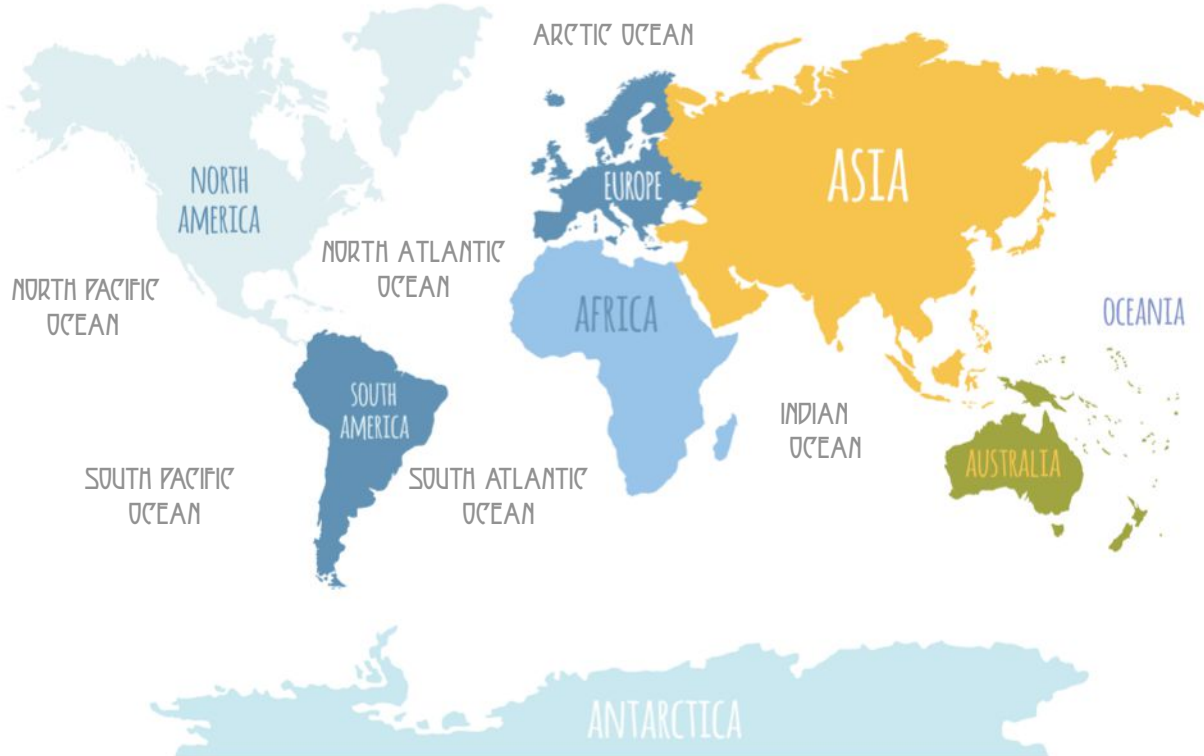 ARCTIC OCEAN
ASIA
NORTH
AMERICA
EUROPE
NORTH ATLANTIC
OCEAN
NORTH PACIFIC
OCEAN
AFRICA
OCEANIA
SOUTH
AMERICA
INDIAN
OCEAN
AUSTRALIA
SOUTH PACIFIC
OCEAN
SOUTH ATLANTIC
OCEAN
ANTARCTICA